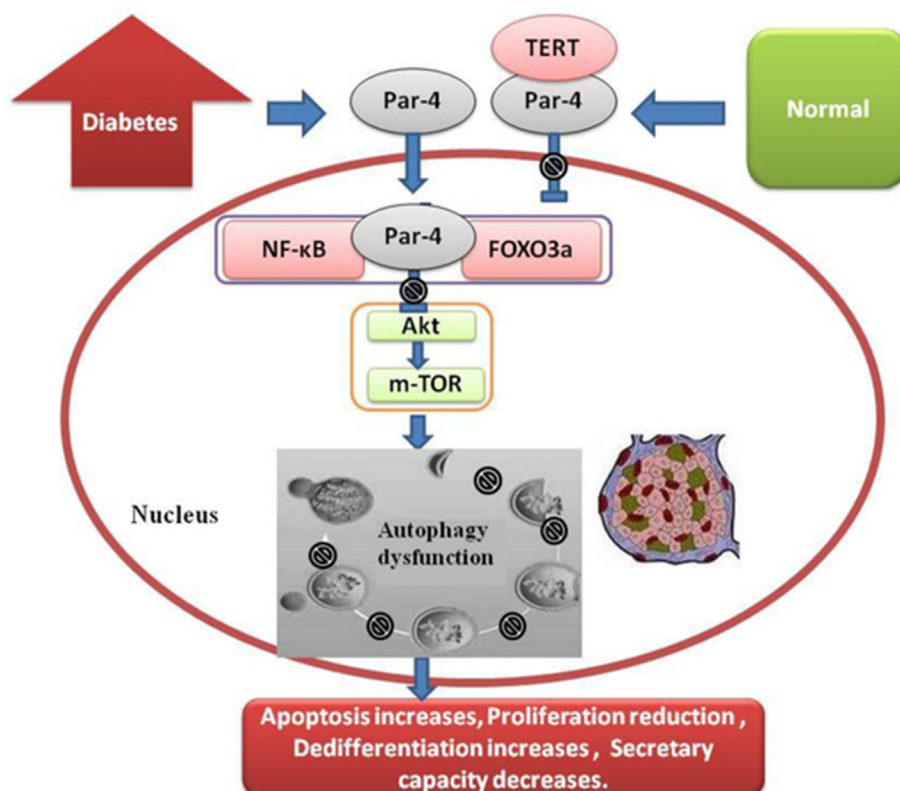 TERT
Diabetes
Par-4
Par-4
Normal
NF-κB
Par-4
FOXO3a
Akt
m-TOR
Nucleus
Autophagy
dysfunction
Apoptosis increases, Proliferation reduction ,
Dedifferentiation increases , Secretary
capacity decreases.